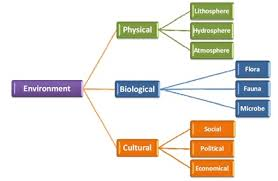 Environment
Physical
Lithosphere
Hydrosphere
Atmosphere
Biological
Flora
Fauna
Microbe
Cultural
Social
Political
Economical